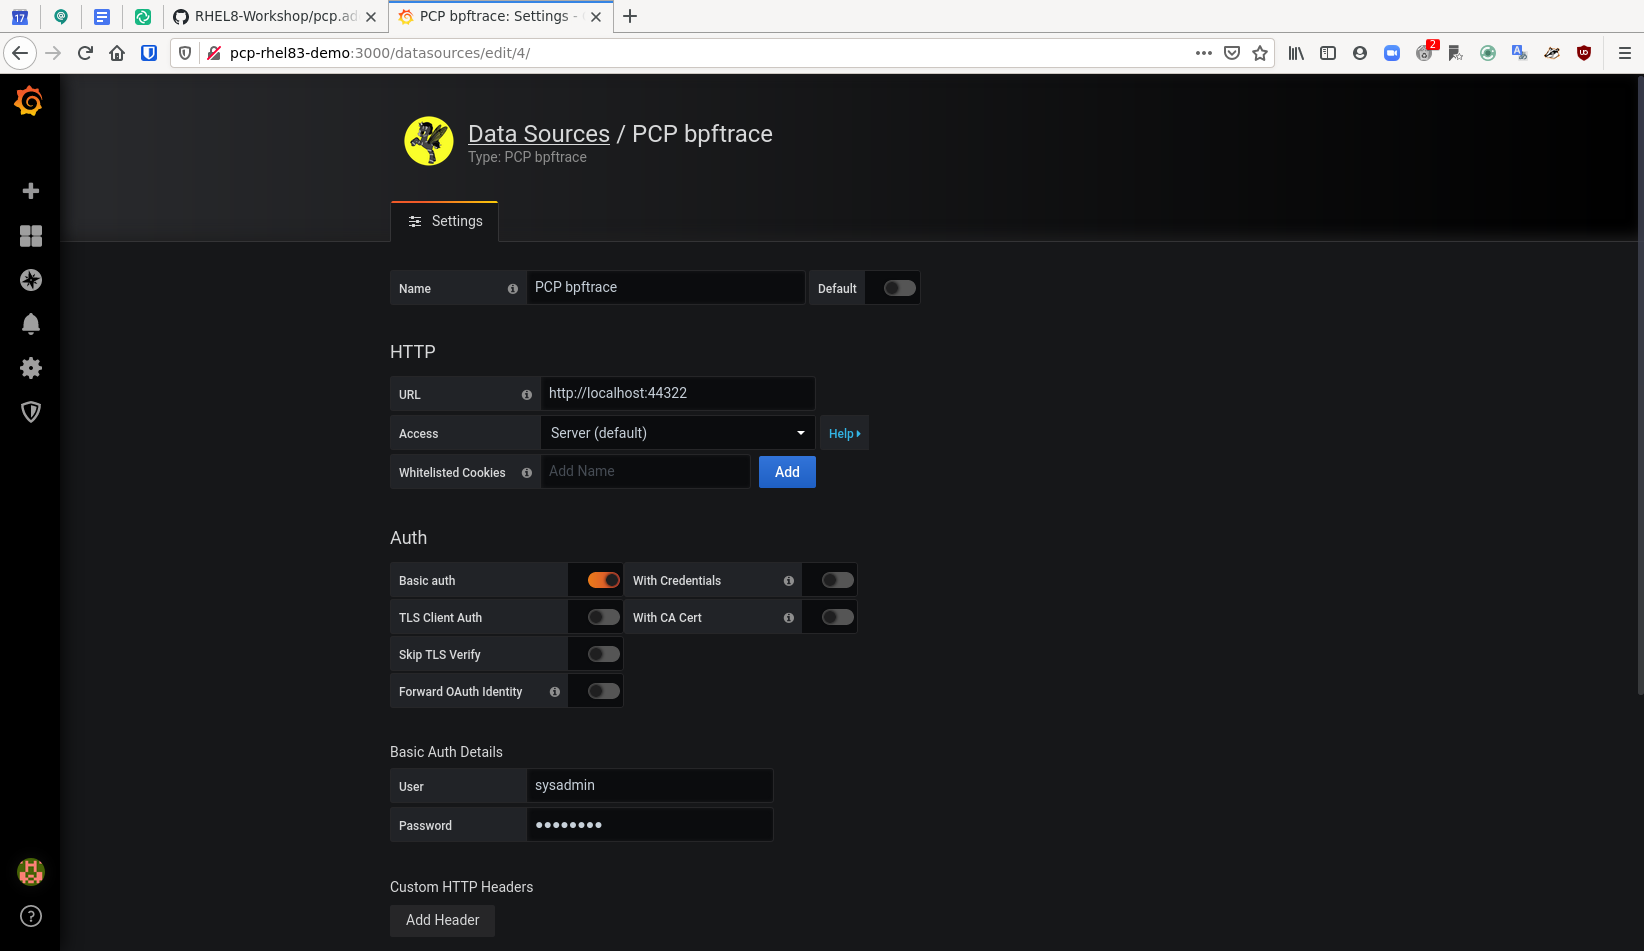 17
RHEL8-Workshop/pcp.ad
PCP bpftrace: Settings -
pcp-rhel83-demo:3000/datasources/edit/4/
2
Data Sources / PCP bpftrace
Type: PCP bpftrace
Settings
Name
PCP bpftrace
Default
HTTP
URL
http://localhost:44322
Access
Server (default)
Help
Whitelisted Cookies
Add Name
Add
Auth
Basic auth
With Credentials
TLS Client Auth
With CA Cert
Skip TLS Verify
Forward OAuth Identity
Basic Auth Details
User
sysadmin
Password
••••••••
Custom HTTP Headers
Add Header